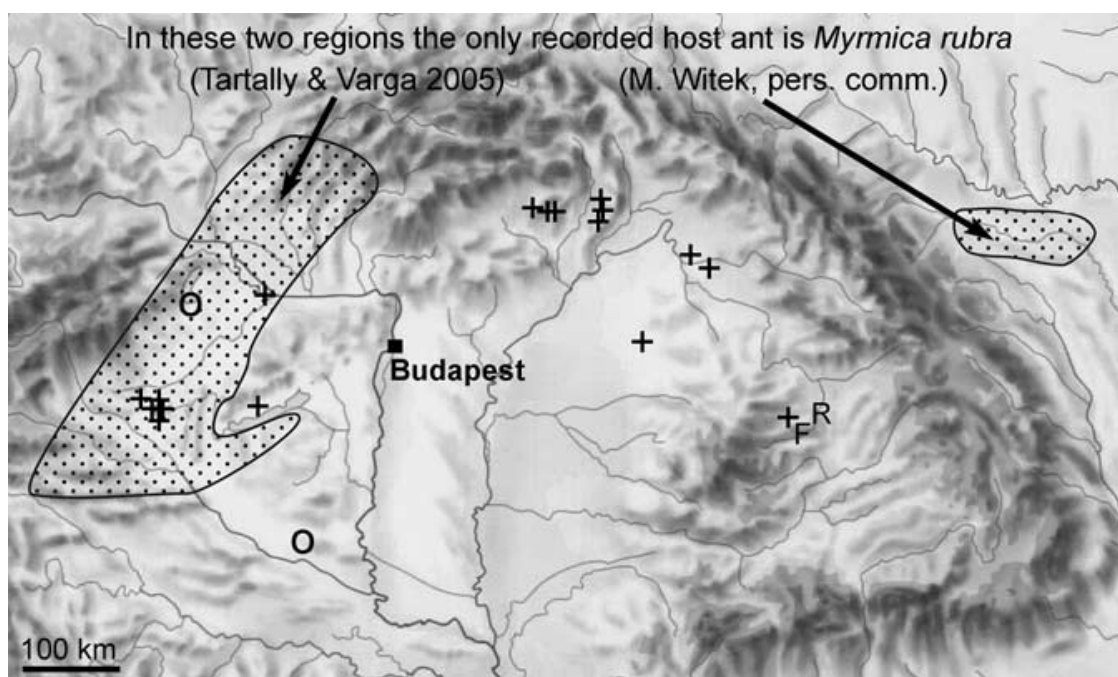 In these two regions the only recorded host ant is Myrmica rubra
(Tartally & Varga 2005) (M. Witek, pers. comm.)
O
Budapest
R
F
O
100 km